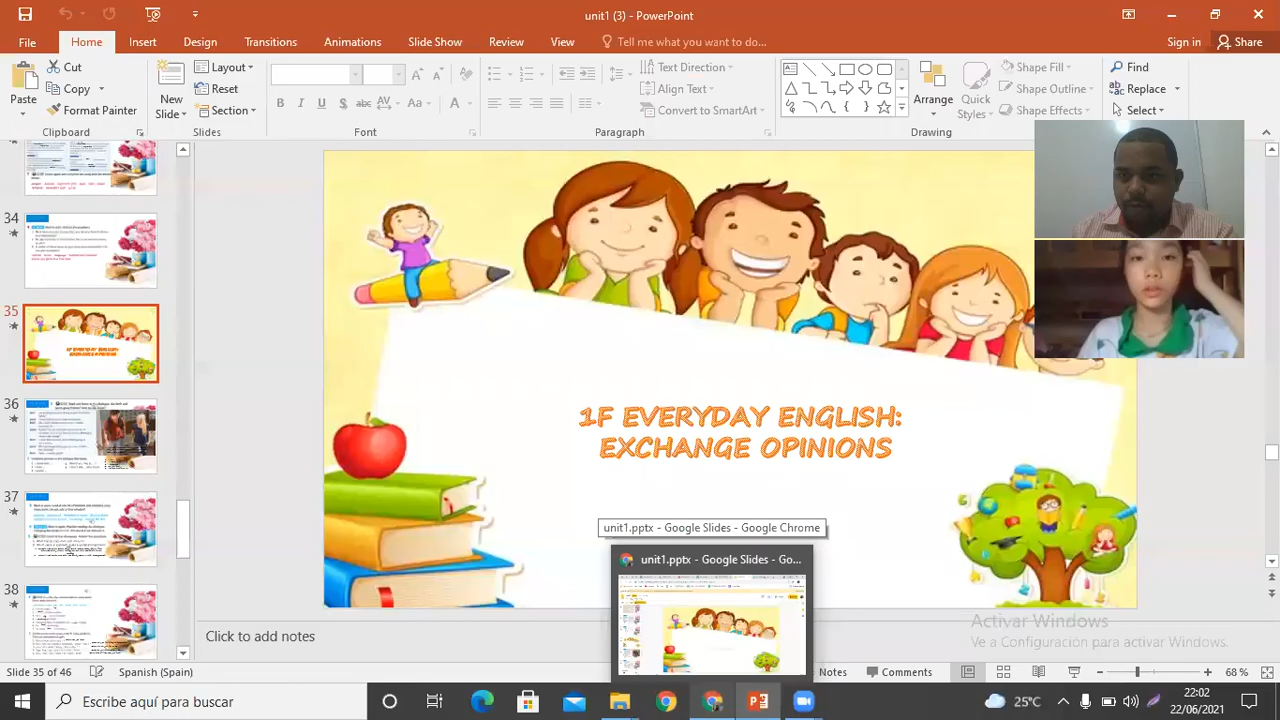 unit1 (3) - PowerPoint
File
Home
Insert
Design
Transitions
Animations
Slide Show
Review
View
Tell me what you want to do...
Sign in
Share
Paste
Cut
Copy
Format Painter
Clipboard
New
Slide
Layout
Reset
Section
Slides
B I U S abc AV Aa A
Font
Text Direction
Align Text
Convert to SmartArt
Paragraph
Arrange
Quick
Styles
Shape Fill
Shape Outline
Shape Effects
Drawing
Find
Replace
Select
Editing
34
35
36
37
38
1F EVERYDAY ENGLISH:
EXCHANGE OPINIONS
unit1.pptx - Google Slides - Google Chrome
unit1.pptx - Google Slides - Go...
Click to add notes
Activar Windows
Ve a Configuración para activar Windows.
Slide 35 of 46
Spanish (Spain)
Notes
Comments
68 %
Escribe aquí para buscar
25°C
22:02
22/06/2021